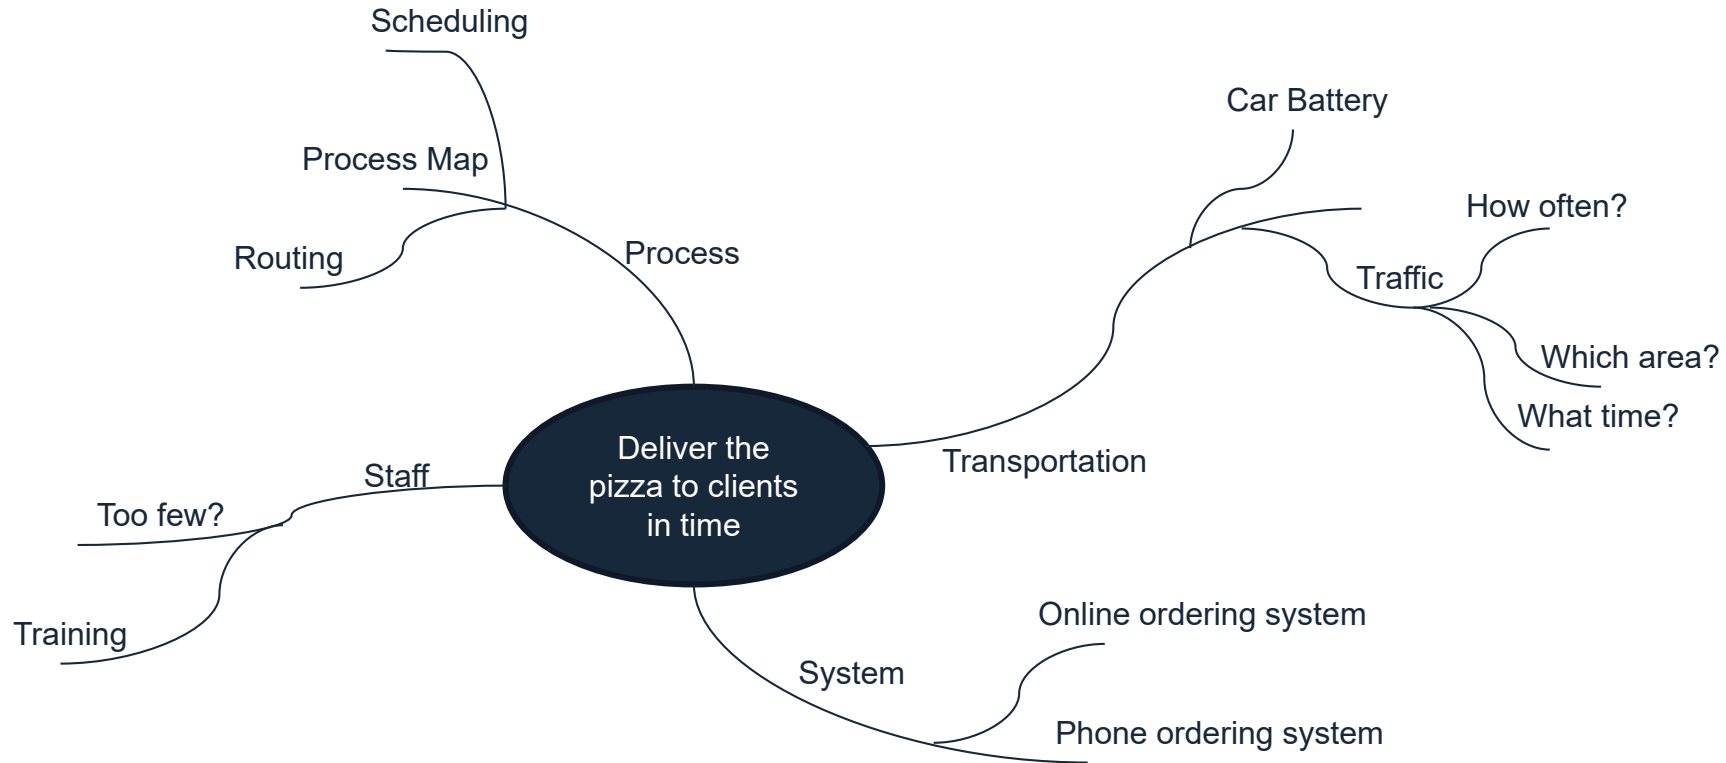 Scheduling
Car Battery
Process Map
How often?
Routing
Process
Traffic
Which area?
What time?
Deliver the
pizza to clients
in time
Transportation
Staff
Too few?
Training
Online ordering system
System
Phone ordering system